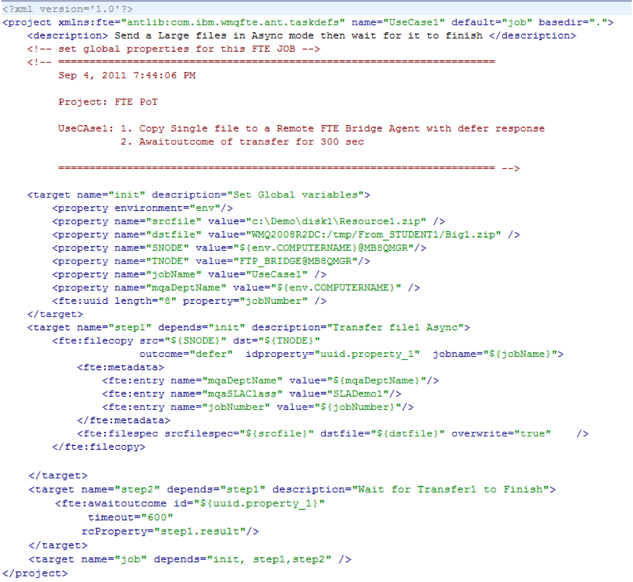 <?xml version='1.0'?>
<project xmlns:fte="antlib:com.ibm.wmqfte.ant.taskdefs" name="UseCase1" default="job" basedir=".">
<description> Send a Large files in Async mode then wait for it to finish </description>
<!-- set global properties for this FTE JOB -->
<!-- ======================================================================
Sep 4, 2011 7:44:06 PM
Project: FTE PoT
UseCAse1: 1. Copy Single file to a Remote FTE Bridge Agent with defer response
2. Awaitoutcome of transfer for 300 sec
====================================================================== -->
<target name="init" description="Set Global variables">
<property environment="env"/>
<property name="srcfile" value="c:\Demo\disk1\Resource1.zip" />
<property name="dstfile" value="WMQ2008R2DC:/tmp/From_STUDENT1/Big1.zip" />
<property name="SNODE" value="${env.COMPUTERNAME}@MB8QMGR"/>
<property name="TNODE" value="FTP_BRIDGE@MB8QMGR"/>
<property name="jobName" value="UseCase1" />
<property name="mqaDeptName" value="${env.COMPUTERNAME}" />
<fte:uuid length="8" property="jobNumber" />
</target>
<target name="step1" depends="init" description="Transfer file1 Async">
<fte:filecopy src="${SNODE}" dst="${TNODE}"
outcome="defer" idproperty="uuid.property_1" jobname="${jobName}">
<fte:metadata>
<fte:entry name="mqaDeptName" value="${mqaDeptName}"/>
<fte:entry name="mqaSLAClass" value="SLADemo1"/>
<fte:entry name="jobNumber" value="${jobNumber}"/>
</fte:metadata>
<fte:filespec srcfilespec="${srcfile}" dstfile="${dstfile}" overwrite="true" />
</fte:filecopy>
</target>
<target name="step2" depends="step1" description="Wait for Transfer1 to Finish">
<fte:awaitoutcome id="${uuid.property_1}"
timeout="600"
rcProperty="step1.result"/>
</target>
<target name="job" depends="init, step1,step2" />
</project>